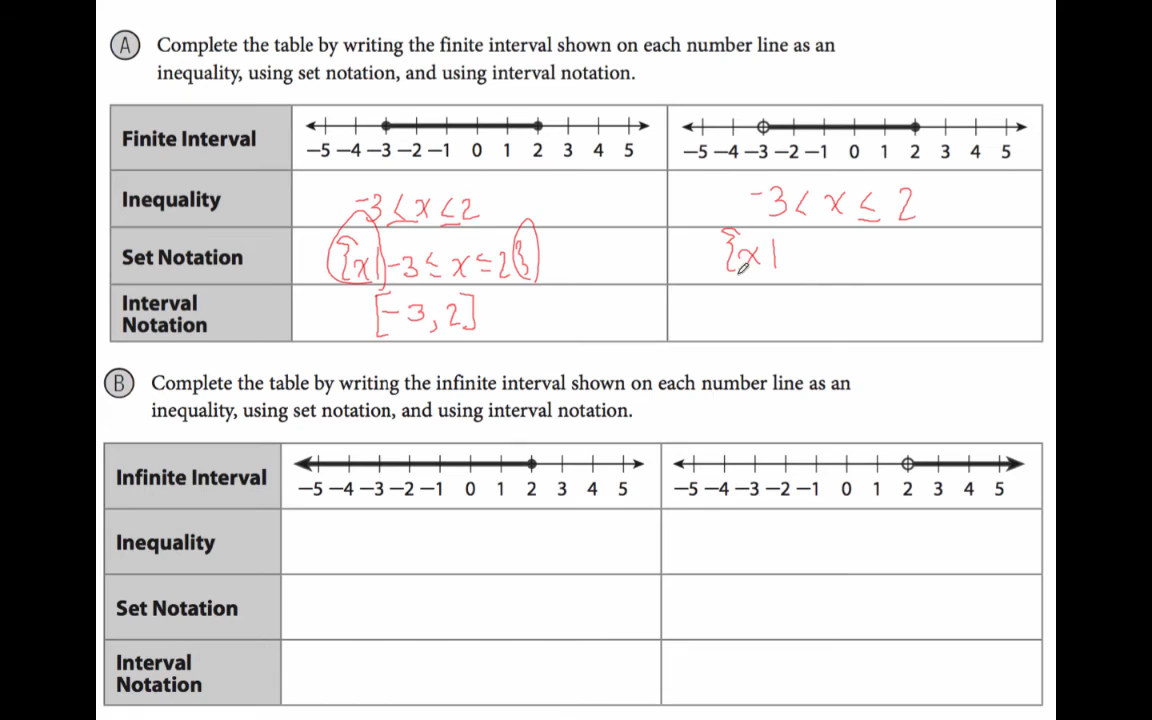 A Complete the table by writing the finite interval shown on each number line as an
inequality, using set notation, and using interval notation.
Finite Interval
−5 −4 −3 −2 −1 0 1 2 3 4 5
−5 −4 −3 −2 −1 0 1 2 3 4 5
Inequality
-3 ≤ x ≤ 2
-3 < x ≤ 2
Set Notation
{x|-3 ≤ x ≤ 2}
{x|
Interval
Notation
[-3, 2]
B Complete the table by writing the infinite interval shown on each number line as an
inequality, using set notation, and using interval notation.
Infinite Interval
−5 −4 −3 −2 −1 0 1 2 3 4 5
−5 −4 −3 −2 −1 0 1 2 3 4 5
Inequality
Set Notation
Interval
Notation